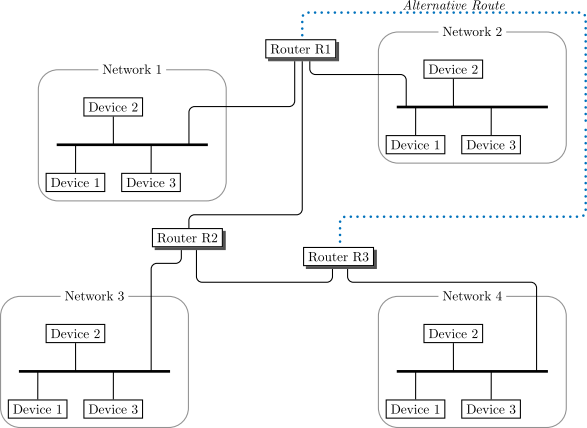 Alternative Route
Router R1
Network 2
Device 2
Device 1
Device 3
Network 1
Device 2
Device 1
Device 3
Router R2
Router R3
Network 3
Device 2
Device 1
Device 3
Network 4
Device 2
Device 1
Device 3